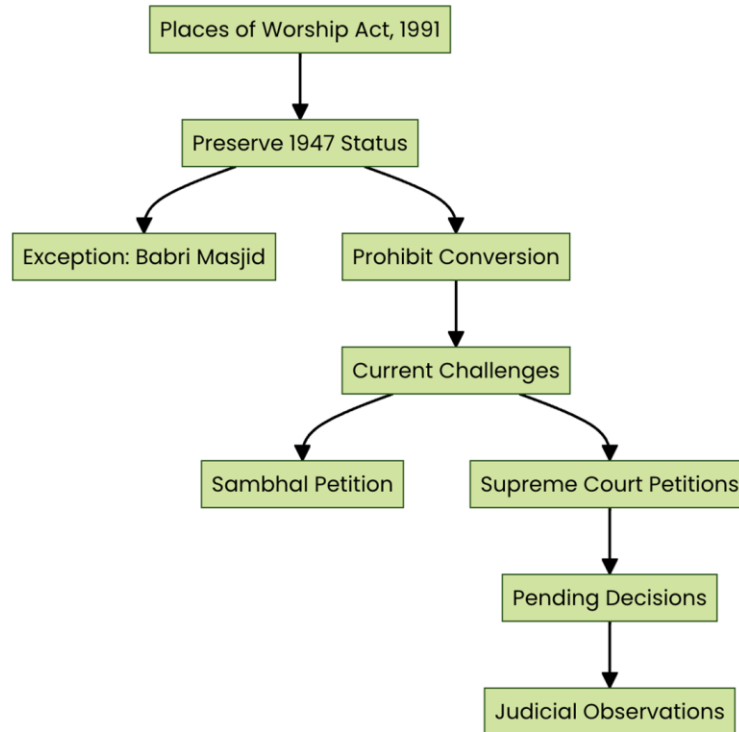 Places of Worship Act, 1991
Preserve 1947 Status
Exception: Babri Masjid
Prohibit Conversion
Current Challenges
Sambhal Petition
Supreme Court Petitions
Pending Decisions
Judicial Observations